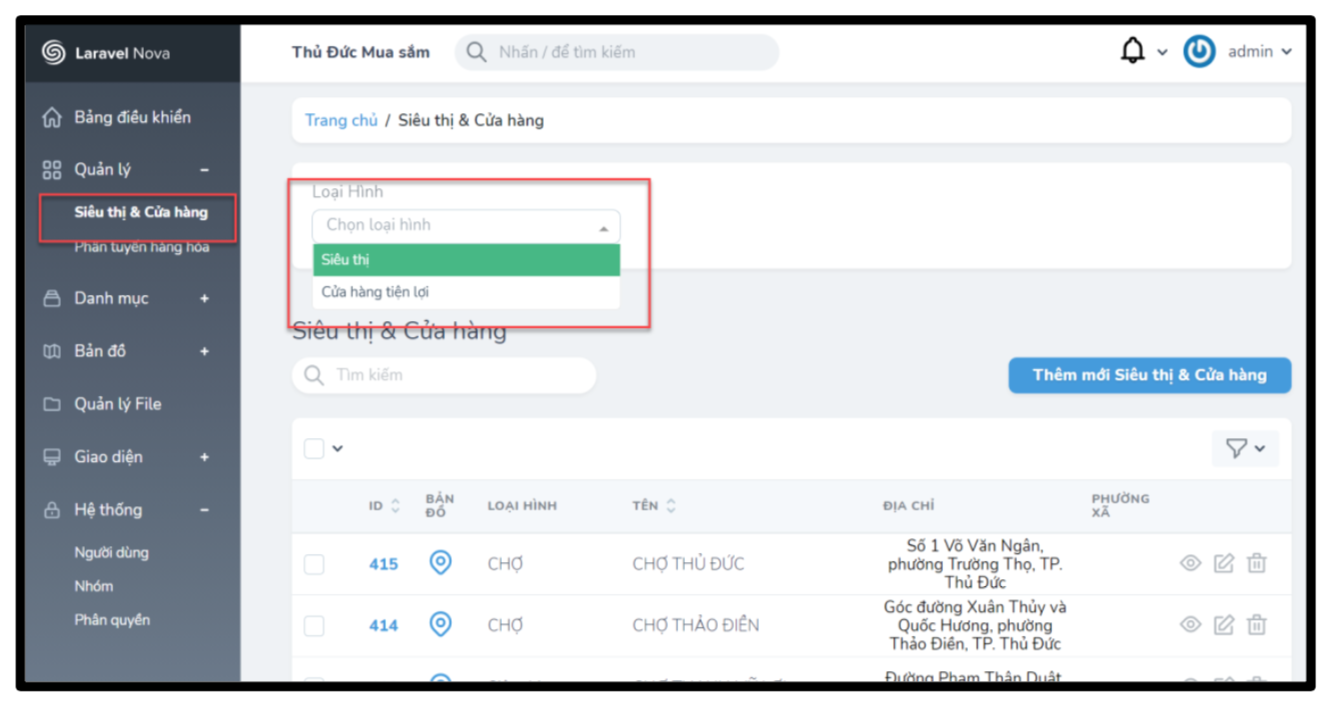 Laravel Nova
Thủ Đức Mua sắm
Nhấn / để tìm kiếm
admin
Bảng điều khiển
Trang chủ / Siêu thị & Cửa hàng
Quản lý
Siêu thị & Cửa hàng
Phân tuyến hàng hóa
Danh mục
Bản đồ
Quản lý File
Giao diện
Hệ thống
Người dùng
Nhóm
Phân quyền
Loại Hình
Chọn loại hình
Siêu thị
Cửa hàng tiện lợi
Siêu thị & Cửa hàng
Tìm kiếm
Thêm mới Siêu thị & Cửa hàng
ID BẢN ĐỒ LOẠI HÌNH TÊN ĐỊA CHỈ PHƯỜNG XÃ
415 CHỢ CHỢ THỦ ĐỨC
Số 1 Võ Văn Ngân,
phường Trường Thọ, TP.
Thủ Đức
414 CHỢ CHỢ THẢO ĐIỀN
Góc đường Xuân Thủy và
Quốc Hương, phường
Thảo Điền, TP. Thủ Đức
Đường Phạm Thận Duật